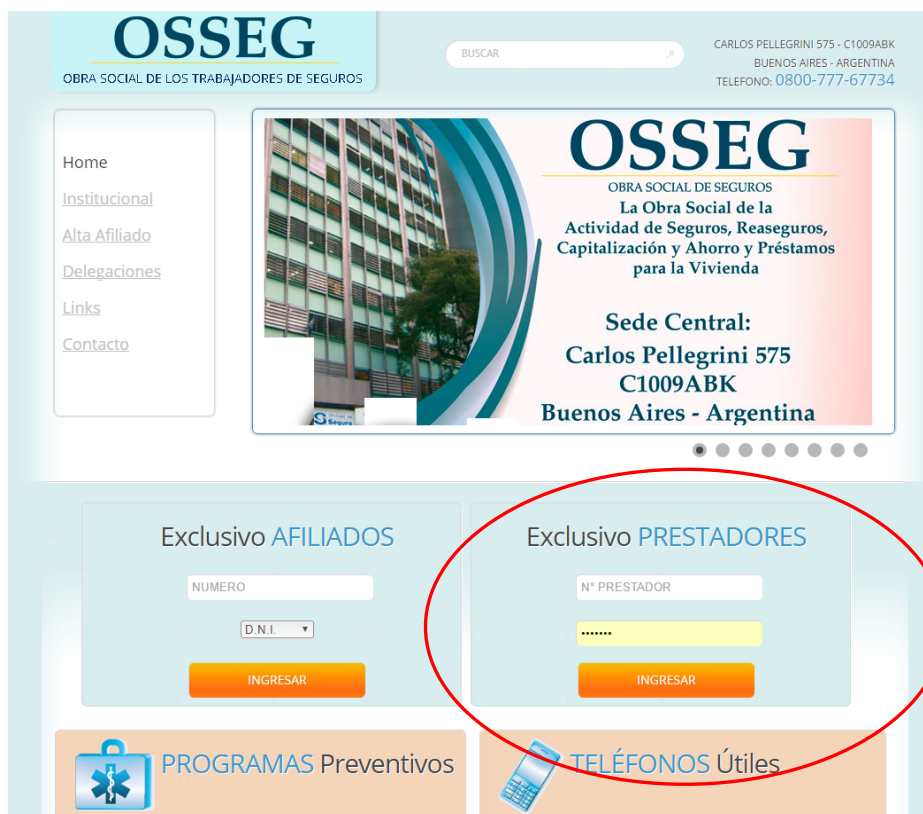 OSSEG
OBRA SOCIAL DE LOS TRABAJADORES DE SEGUROS
BUSCAR
CARLOS PELLEGRINI 575 - C1009ABK
BUENOS AIRES - ARGENTINA
TELEFONO: 0800-777-67734
Home
Institucional
Alta Afiliado
Delegaciones
Links
Contacto
OSSEG
OBRA SOCIAL DE SEGUROS
La Obra Social de la
Actividad de Seguros, Reaseguros,
Capitalización y Ahorro y Préstamos
para la Vivienda
Sede Central:
Carlos Pellegrini 575
C1009ABK
Buenos Aires - Argentina
Seguro
Exclusivo AFILIADOS
NUMERO
D.N.I.
INGRESAR
Exclusivo PRESTADORES
N° PRESTADOR
•••••••
INGRESAR
PROGRAMAS Preventivos
TELÉFONOS Útiles